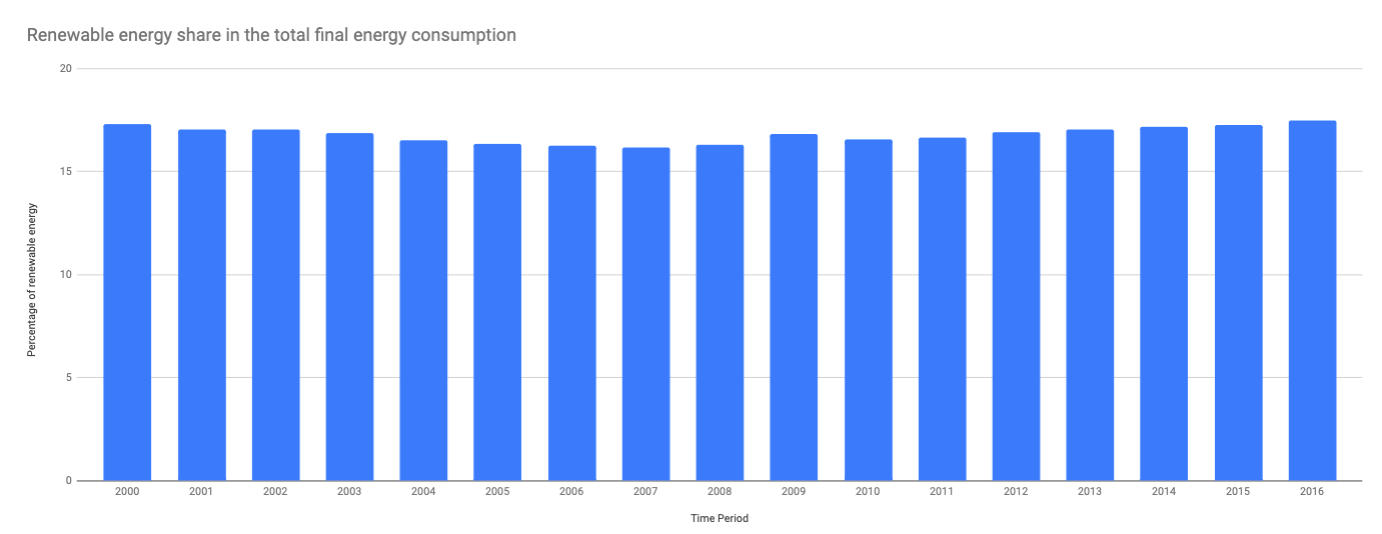 Renewable energy share in the total final energy consumption
20
15
10
5
0
Percentage of renewable energy
2000 2001 2002 2003 2004 2005 2006 2007 2008 2009 2010 2011 2012 2013 2014 2015 2016
Time Period